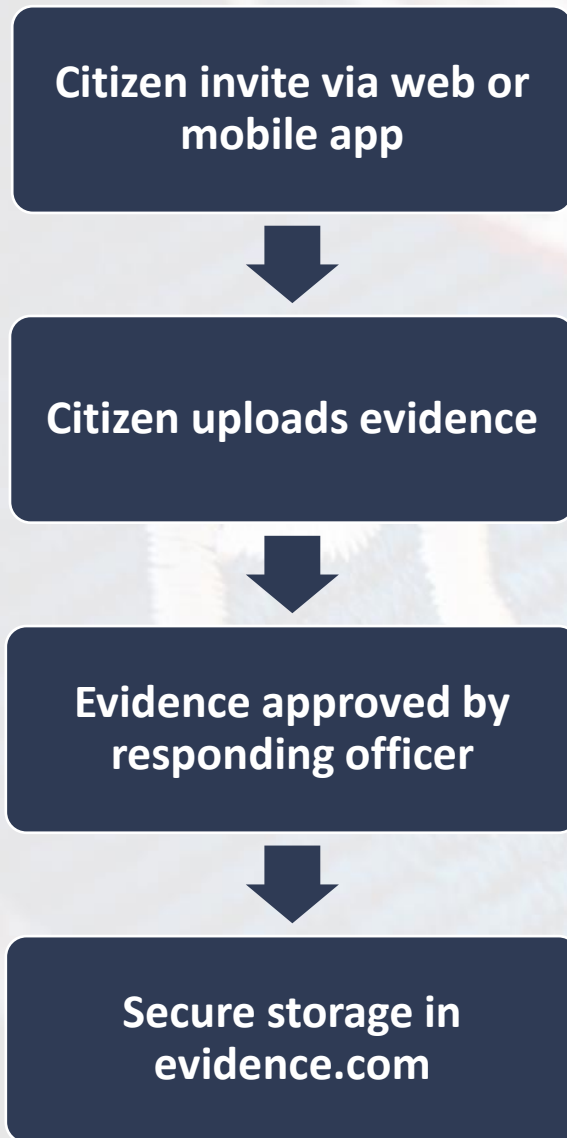 Citizen invite via web or
mobile app
Citizen uploads evidence
Evidence approved by
responding officer
Secure storage in
evidence.com